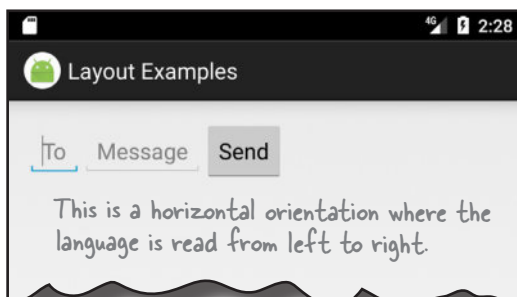 4G 2:28
Layout Examples
To Message Send
This is a horizontal orientation where the
language is read from left to right.